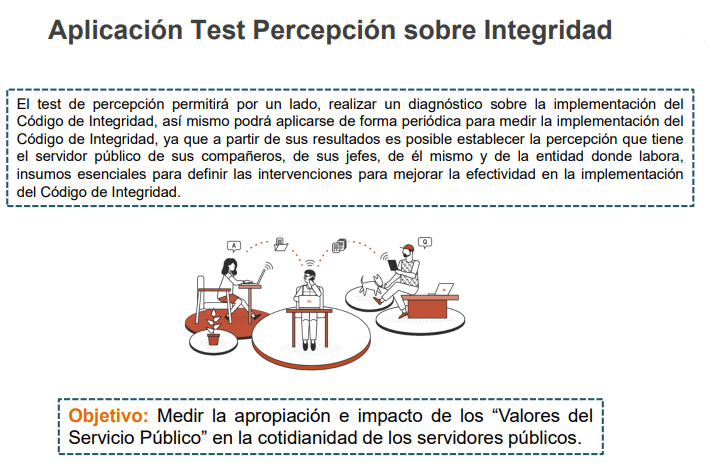 Aplicación Test Percepción sobre Integridad
El test de percepción permitirá por un lado, realizar un diagnóstico sobre la implementación del
Código de Integridad, así mismo podrá aplicarse de forma periódica para medir la implementación del
Código de Integridad, ya que a partir de sus resultados es posible establecer la percepción que tiene
el servidor público de sus compañeros, de sus jefes, de él mismo y de la entidad donde labora,
insumos esenciales para definir las intervenciones para mejorar la efectividad en la implementación
del Código de Integridad.
A
Q
Objetivo: Medir la apropiación e impacto de los “Valores del
Servicio Público” en la cotidianidad de los servidores públicos.